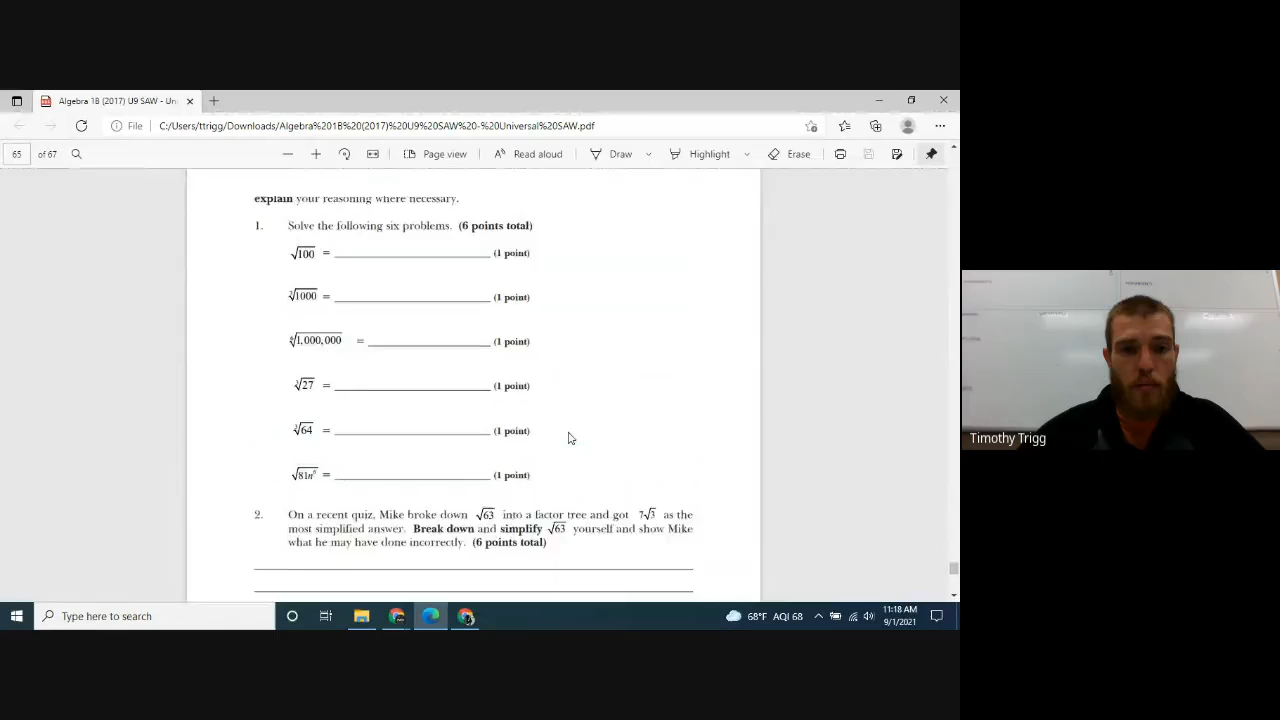 Algebra 1B (2017) U9 SAW - Uni
File
C:/Users/ttrigg/Downloads/Algebra%201B%20(2017)%20U9%20SAW%20-%20Universal%20SAW.pdf
65 of 67
Page view
Read aloud
Draw
Highlight
Erase
explain your reasoning where necessary.
1. Solve the following six problems. (6 points total)
√100 = (1 point)
∛1000 = (1 point)
⁶√1,000,000 = (1 point)
∛27 = (1 point)
∛64 = (1 point)
(1 point)
2. On a recent quiz, Mike broke down √63 into a factor tree and got 7√3 as the
most simplified answer. Break down and simplify √63 yourself and show Mike
what he may have done incorrectly. (6 points total)
Timothy Trigg
Type here to search
68°F AQI 68
11:18 AM
9/1/2021